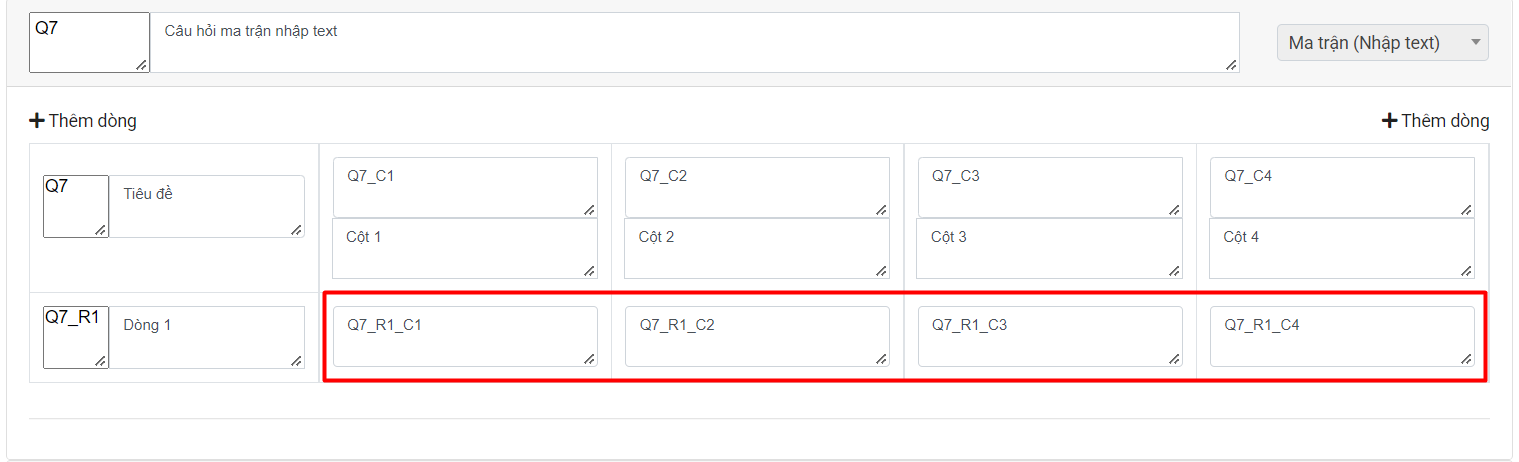 Q7 Câu hỏi ma trận nhập text Ma trận (Nhập text)
Thêm dòng Thêm dòng
Q7 Tiêu đề Q7_C1 Q7_C2 Q7_C3 Q7_C4
Cột 1 Cột 2 Cột 3 Cột 4
Q7_R1 Dòng 1 Q7_R1_C1 Q7_R1_C2 Q7_R1_C3 Q7_R1_C4